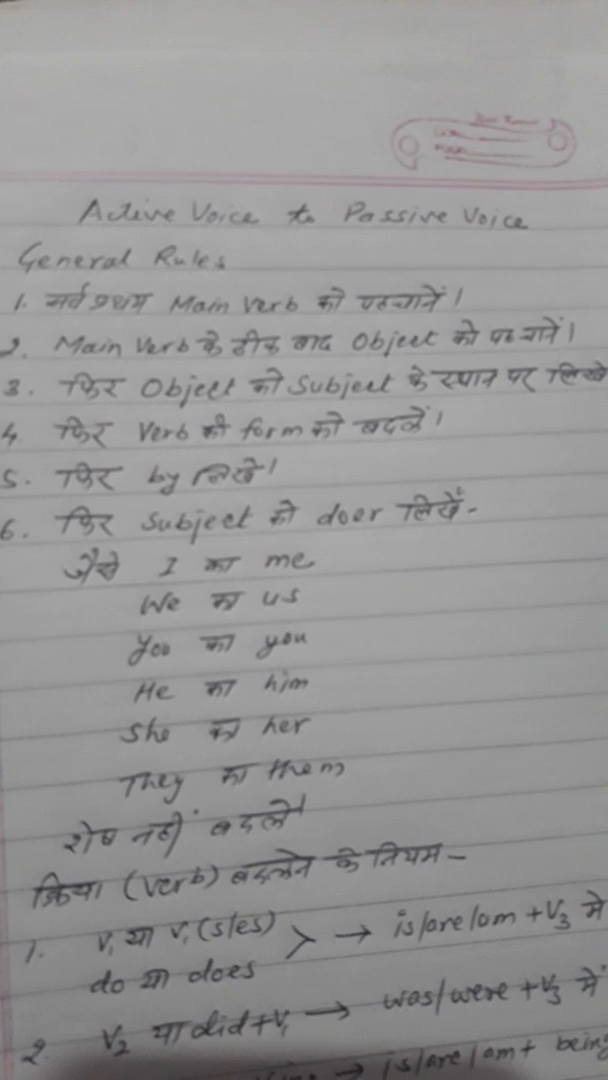 Active Voice to Passive Voice
General Rules
1. सर्व प्रथम Main Verb को पहचानें।
2. Main Verb के ठीक बाद Object को पहचानें।
3. फिर Object को Subject के स्थान पर लिखे
4. फिर Verb की form को बदलें।
5. फिर by लिखें।
6. फिर Subject को doer लिखें-
जैसे I का me
We का us
You का you
He का him
She का her
They का them
शेष नहीं बदलें।
क्रिया (Verb) बदलने के नियम -
1. V₁ या V₁(s/es) > → is/are/am + V₃ में
do या does
2. V₂ या did+V₁ → was/were + V₃ में
→ is/are/am + being